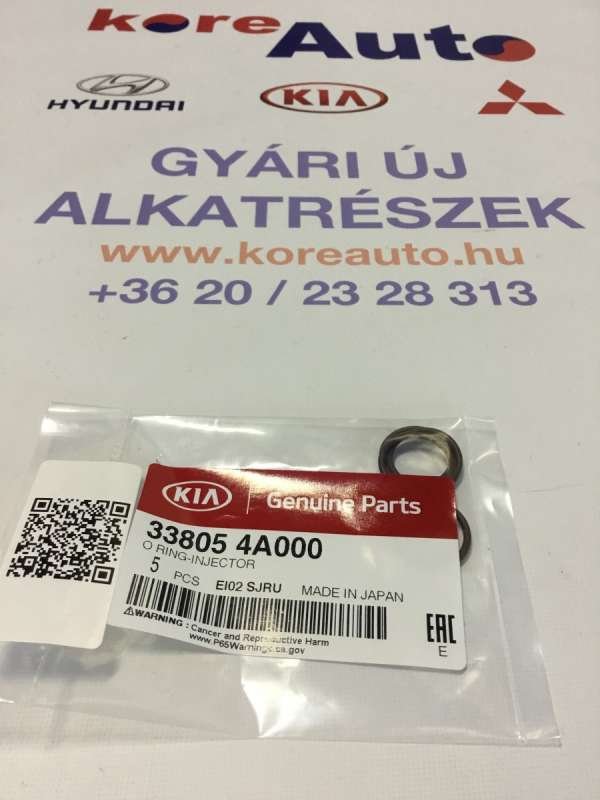 koreAuto
HYUNDAI KIA
GYÁRI ÚJ
ALKATRÉSZEK
www.koreauto.hu
+36 20 / 23 28 313
KIA Genuine Parts
33805 4A000
O RING-INJECTOR
5 PCS EI02 SJRU MADE IN JAPAN
WARNING : Cancer and Reproductive Harm
www.P65Warnings.ca.gov
EAC
E